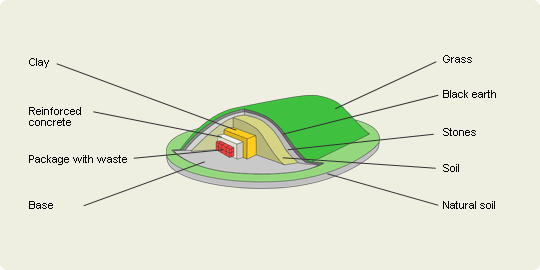 Clay
Reinforced
concrete
Package with waste
Base
Grass
Black earth
Stones
Soil
Natural soil